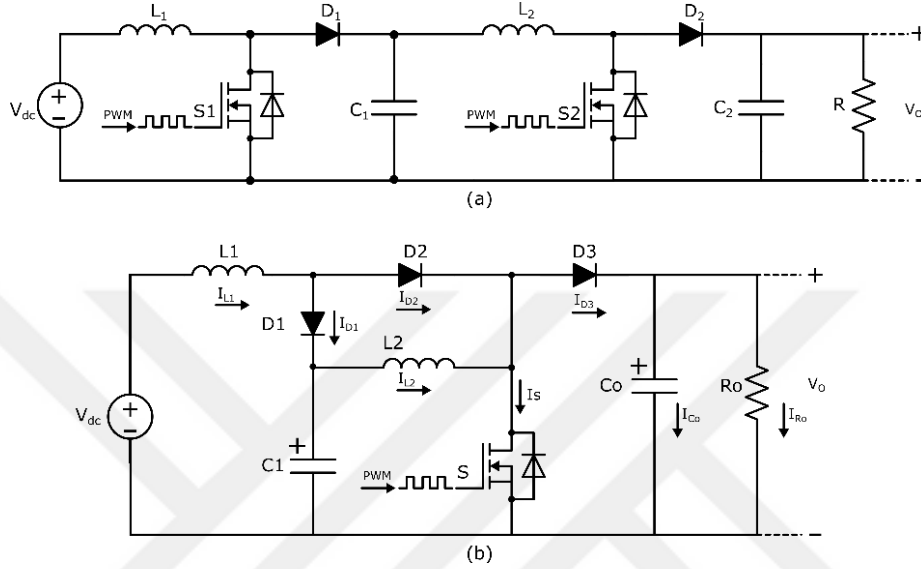 L1 D1 L2 D2 +
Vdc + − PWM S1 C1 PWM S2 C2 R VO
−
(a)
L1 D2 D3 +
IL1 ID2 ID3
D1 ID1
L2
IL2 Is + Co Ro VO
Vdc + − ICo IRo
+ C1 PWM S
−
(b)